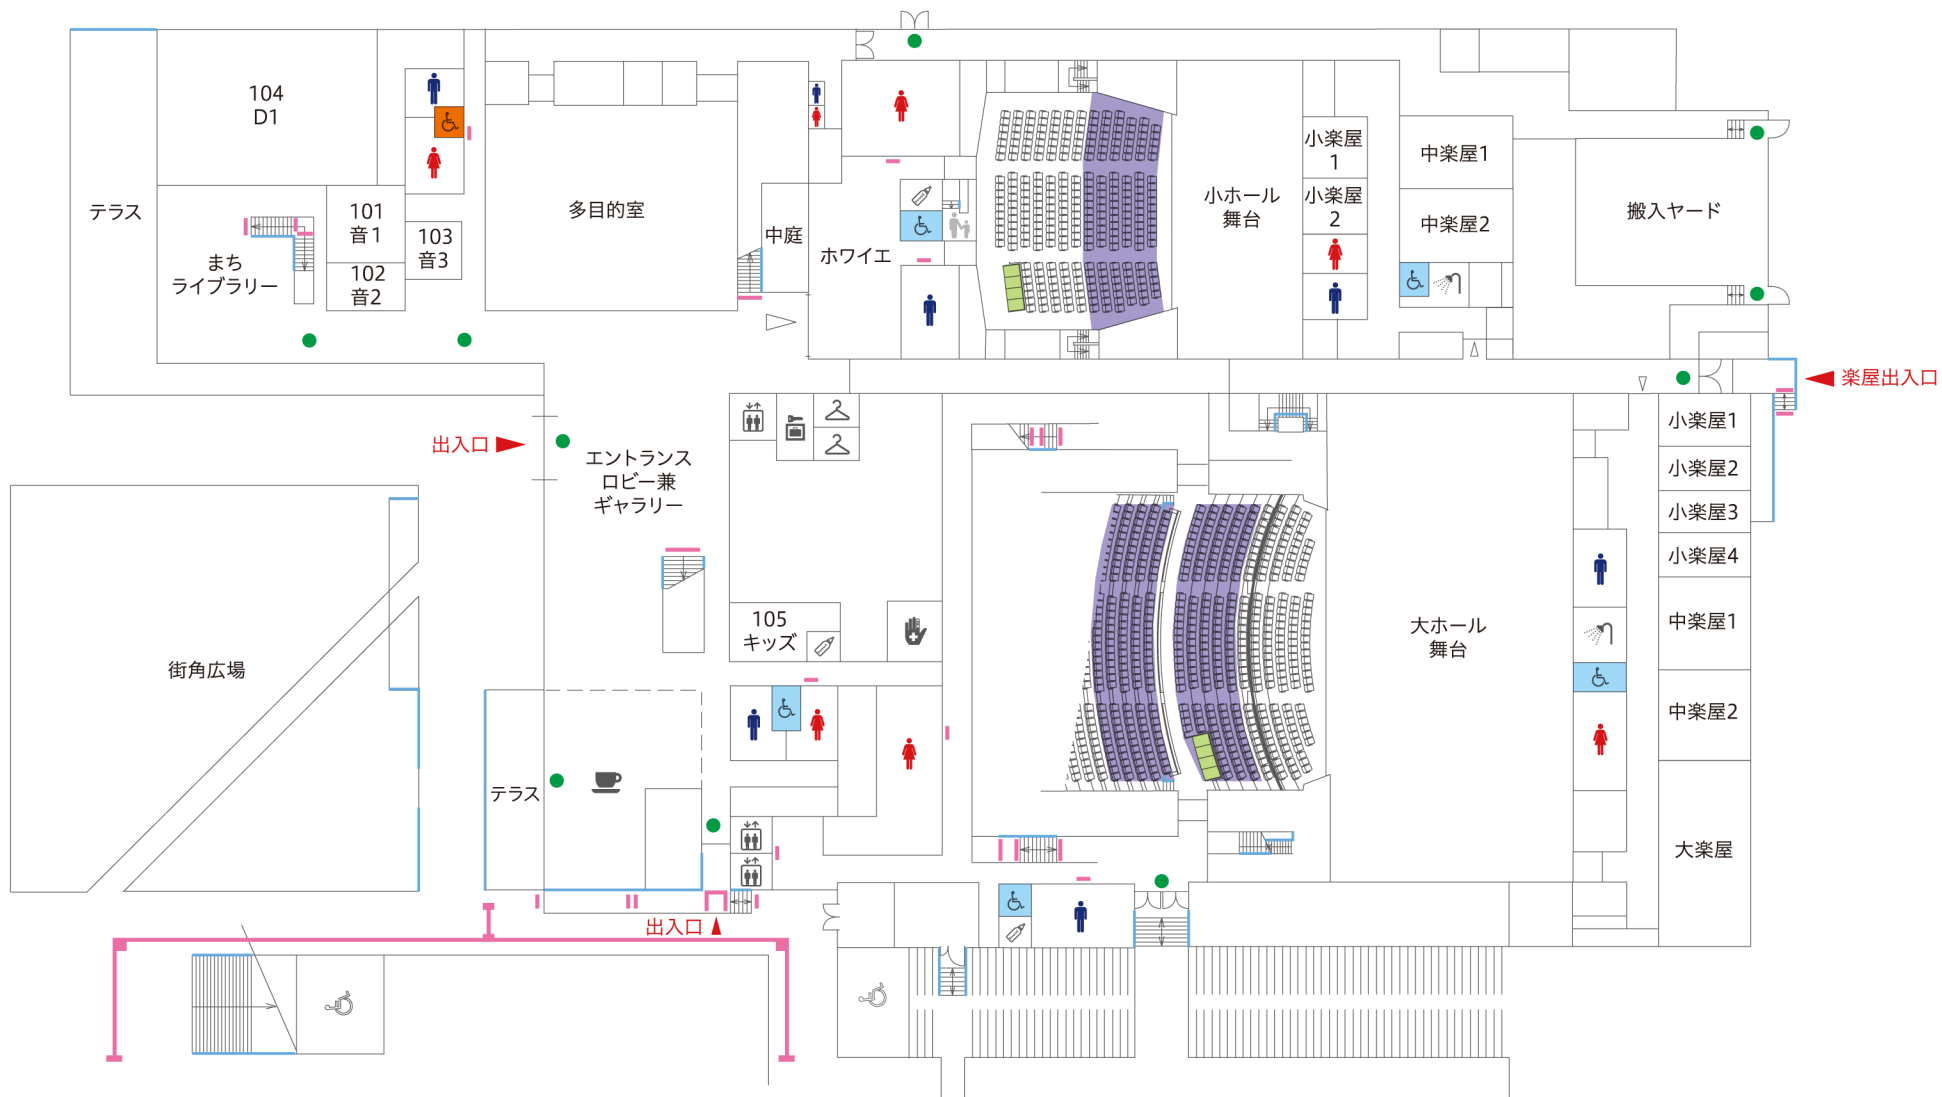 104
D1
テラス
101
音1
102
音2
103
音3
まち
ライブラリー
多目的室
中庭
ホワイエ
小ホール
舞台
小楽屋
1
小楽屋
2
中楽屋1
中楽屋2
搬入ヤード
楽屋出入口
出入口
エントランス
ロビー兼
ギャラリー
105
キッズ
街角広場
テラス
出入口
大ホール
舞台
小楽屋1
小楽屋2
小楽屋3
小楽屋4
中楽屋1
中楽屋2
大楽屋